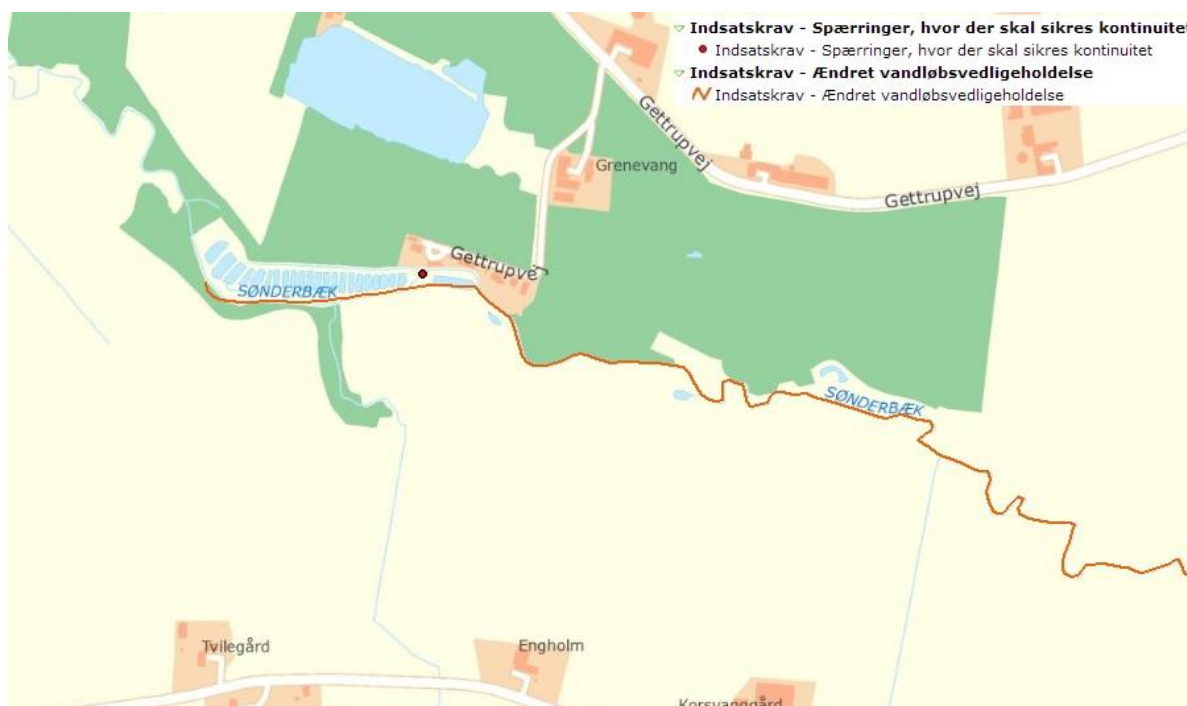 Indsatskrav - Spærringer, hvor der skal sikres kontinuitet
Indsatskrav - Spærringer, hvor der skal sikres kontinuitet
Indsatskrav - Ændret vandløbsvedligeholdelse
Indsatskrav - Ændret vandløbsvedligeholdelse
Gettrupvej
Grenevang
Gettrupvej
Gettrupvej
SØNDERBÆK
SØNDERBÆK
Tvilegård
Engholm
Korsvanggård